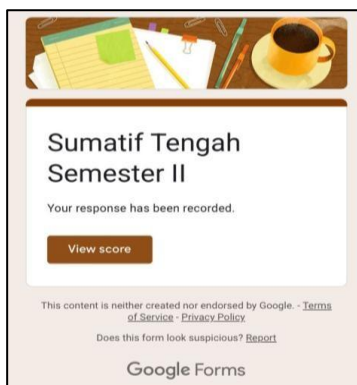 Sumatif Tengah
Semester II
Your response has been recorded.
View score
This content is neither created nor endorsed by Google. - Terms
of Service - Privacy Policy
Does this form look suspicious? Report
Google Forms